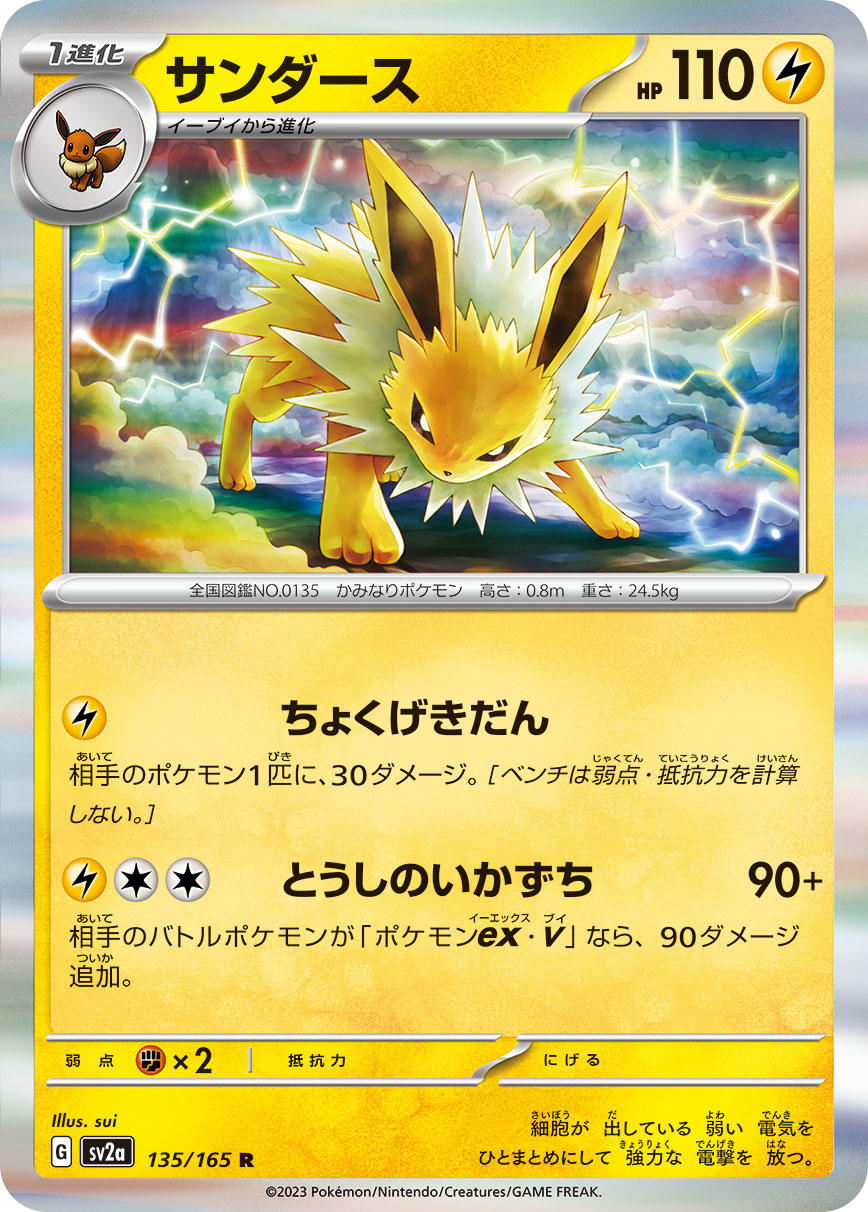 1進化
サンダース
HP 110
イーブイから進化
全国図鑑NO.0135 かみなりポケモン 高さ:0.8m 重さ:24.5kg
ちょくげきだん
相手のポケモン1匹に、30ダメージ。[ベンチは弱点・抵抗力を計算
しない。]
とうしのいかずち 90+
相手のバトルポケモンが「ポケモンex・V」なら、90ダメージ
追加。
弱点 ×2 抵抗力 にげる
Illus. sui
G sv2a 135/165 R
細胞が 出している 弱い 電気を
ひとまとめにして 強力な 電撃を 放つ。
©2023 Pokémon/Nintendo/Creatures/GAME FREAK.